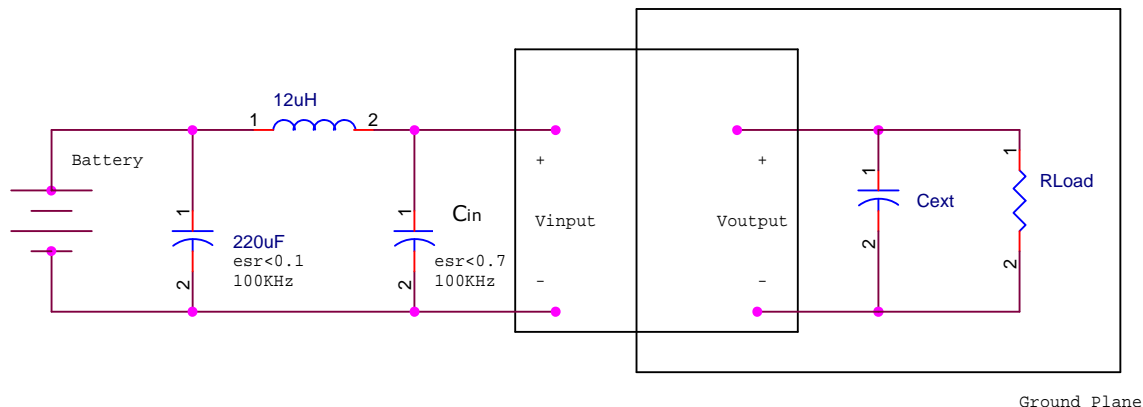 12uH
1 2
Battery
+ +
1
RLoad
1
Cext
2
1
220uF
esr<0.1
100KHz
2
1
Cin
esr<0.7
100KHz
2
Vinput
Voutput
2
- -
Ground Plane